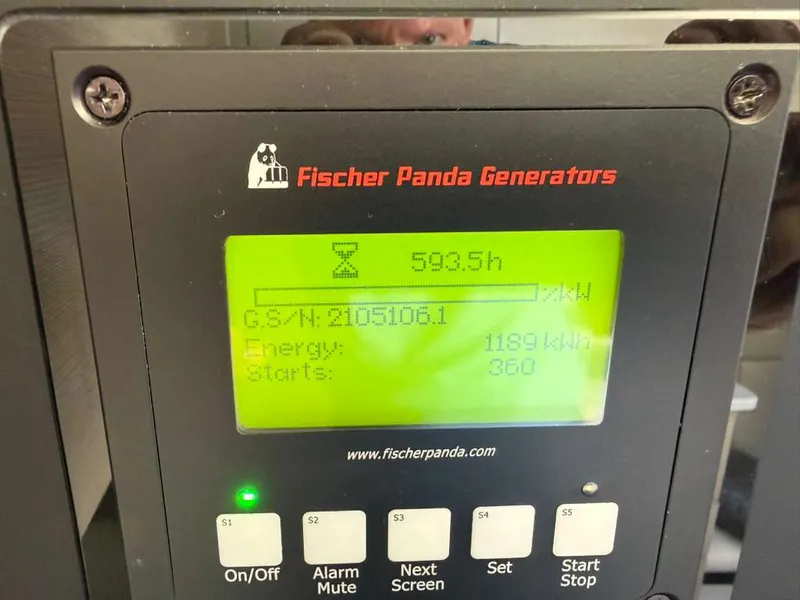 Fischer Panda Generators
593.5h
%kW
G.S/N: 2105106.1
Energy: 1189 kWh
Starts: 360
www.fischerpanda.com
S1 S2 S3 S4 S5
On/Off Alarm Mute Next Screen Set Start Stop